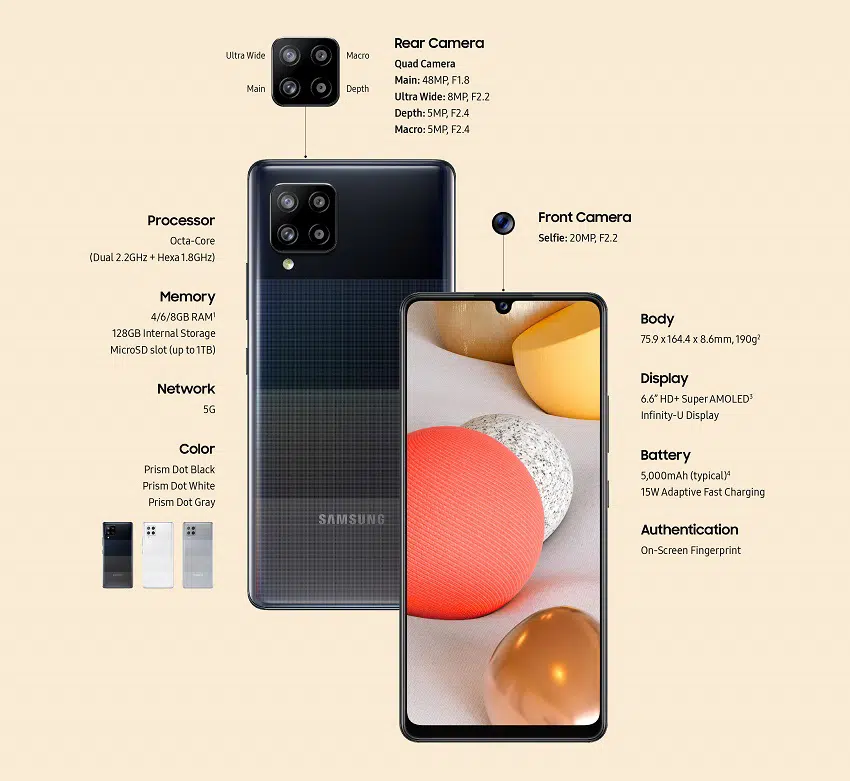 Ultra Wide
Macro
Main
Depth
Rear Camera
Quad Camera
Main: 48MP, F1.8
Ultra Wide: 8MP, F2.2
Depth: 5MP, F2.4
Macro: 5MP, F2.4
Processor
Octa-Core
(Dual 2.2GHz + Hexa 1.8GHz)
Memory
4/6/8GB RAM¹
128GB Internal Storage
MicroSD slot (up to 1TB)
Network
5G
Color
Prism Dot Black
Prism Dot White
Prism Dot Gray
SAMSUNG
Front Camera
Selfie: 20MP, F2.2
Body
75.9 x 164.4 x 8.6mm, 190g²
Display
6.6” HD+ Super AMOLED³
Infinity-U Display
Battery
5,000mAh (typical)⁴
15W Adaptive Fast Charging
Authentication
On-Screen Fingerprint